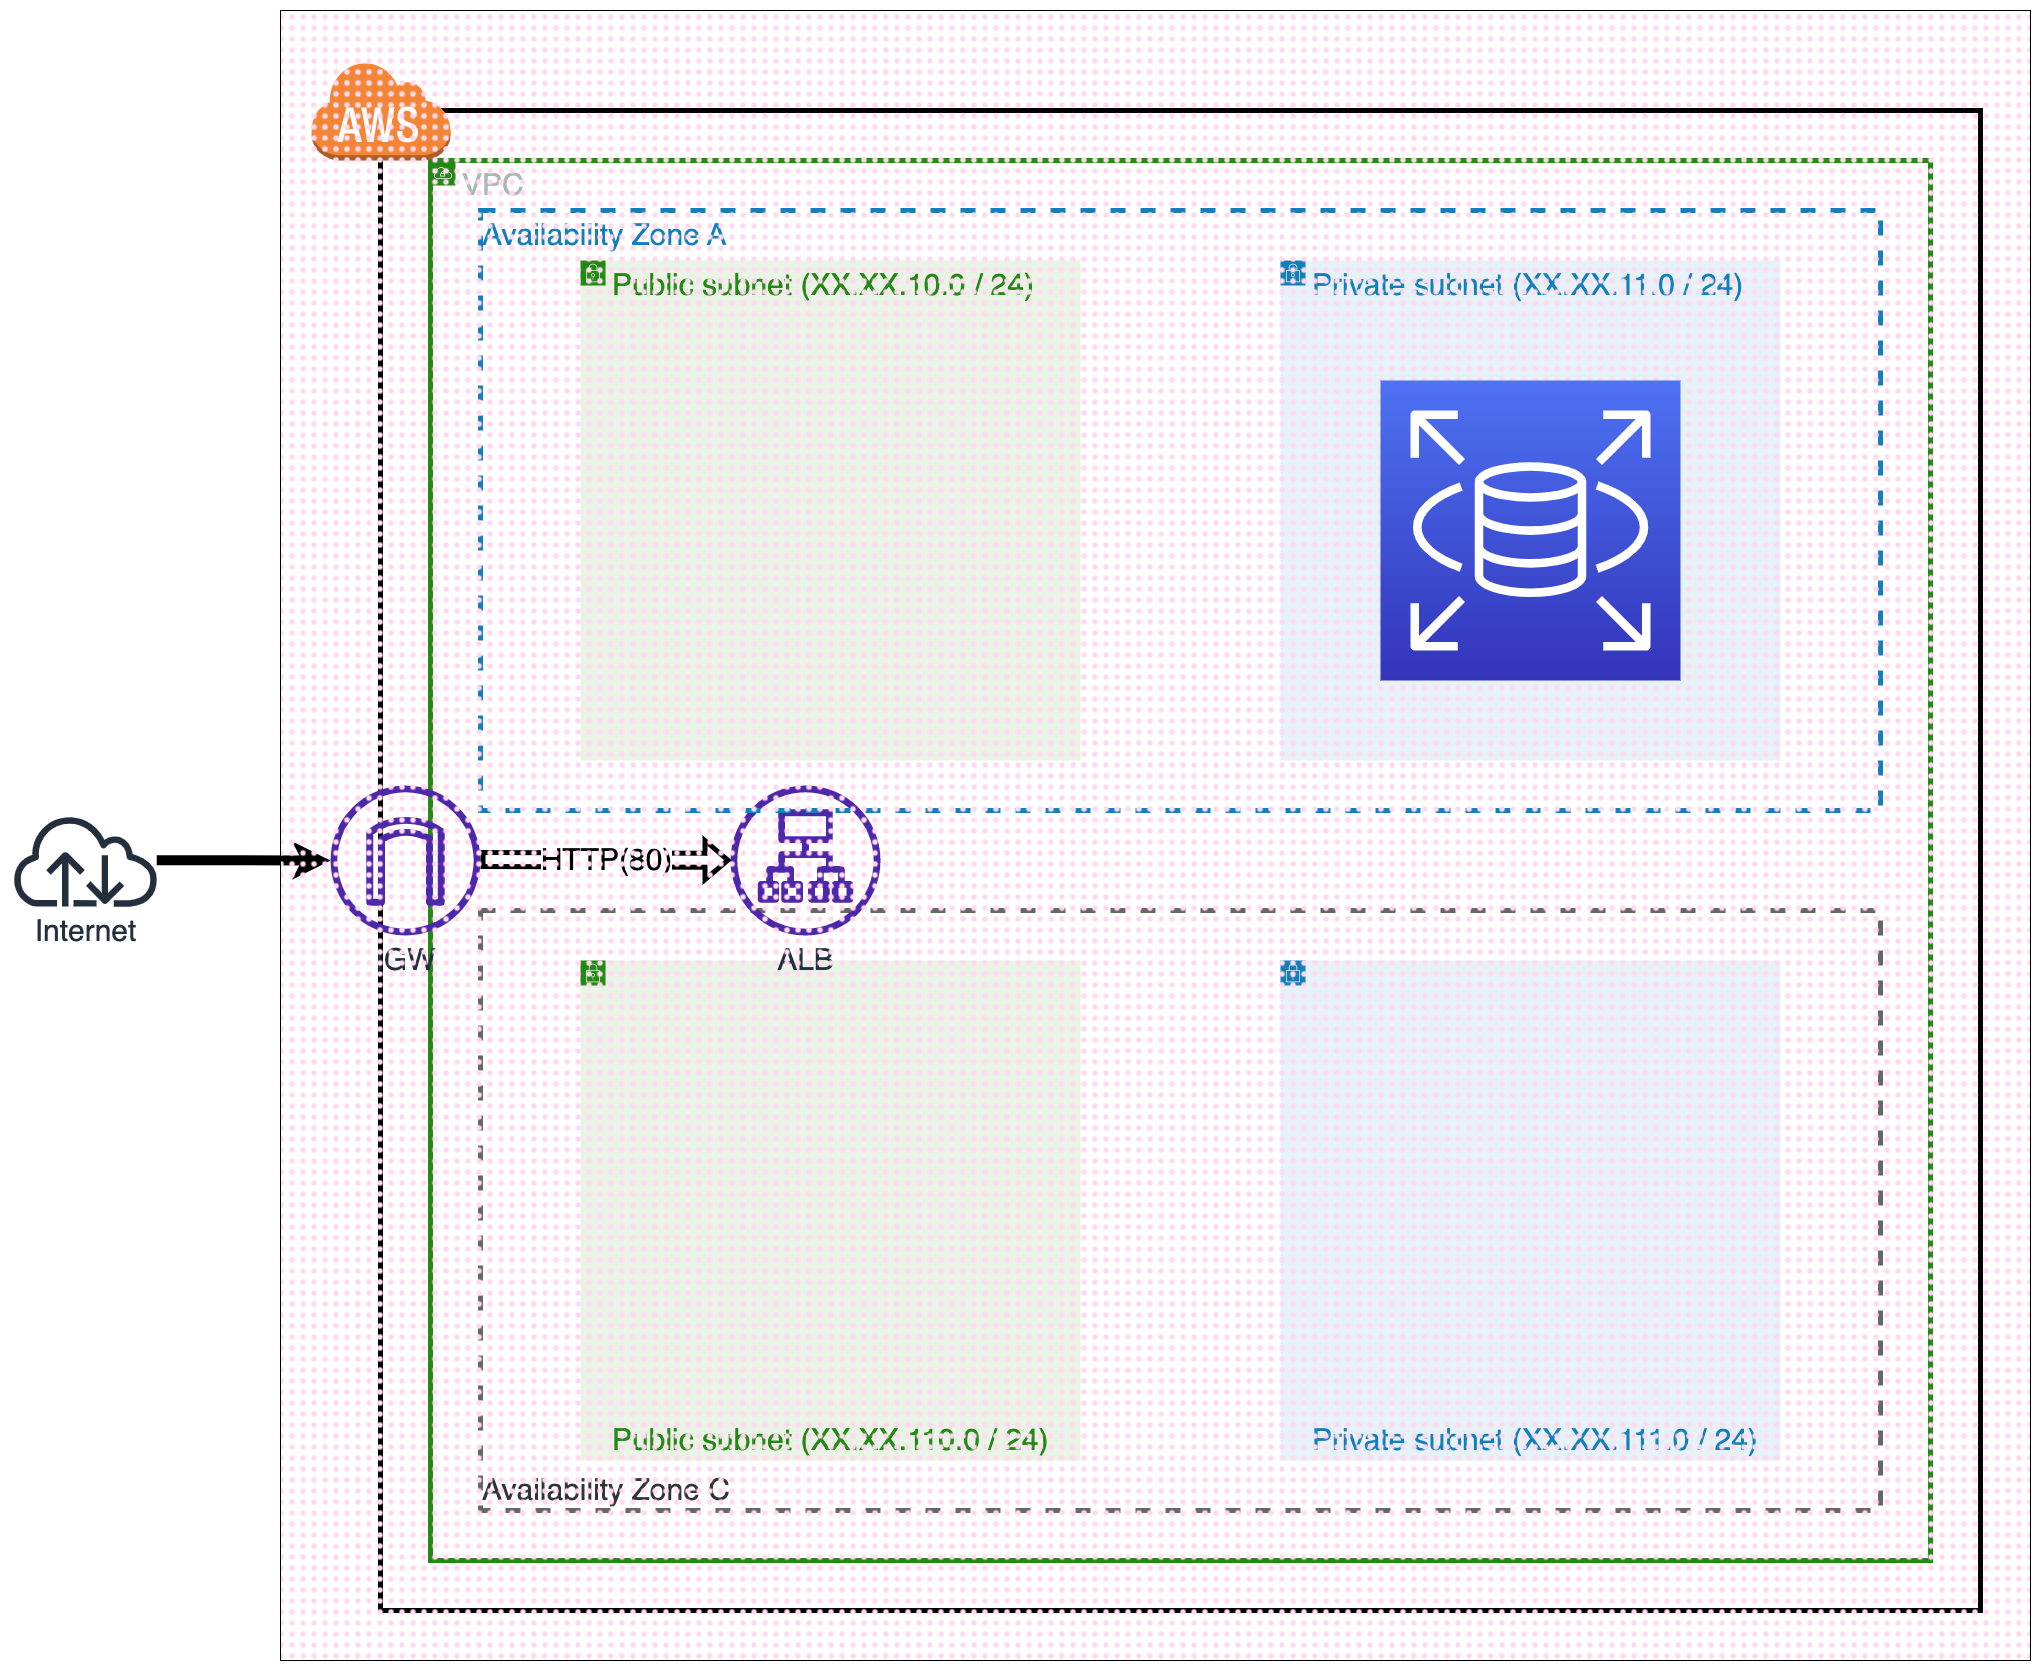 AWS
VPC
Availability Zone A
Public subnet (XX.XX.10.0 / 24)
Private subnet (XX.XX.11.0 / 24)
HTTP(80)
Internet
GW
ALB
Public subnet (XX.XX.110.0 / 24)
Private subnet (XX.XX.111.0 / 24)
Availability Zone C